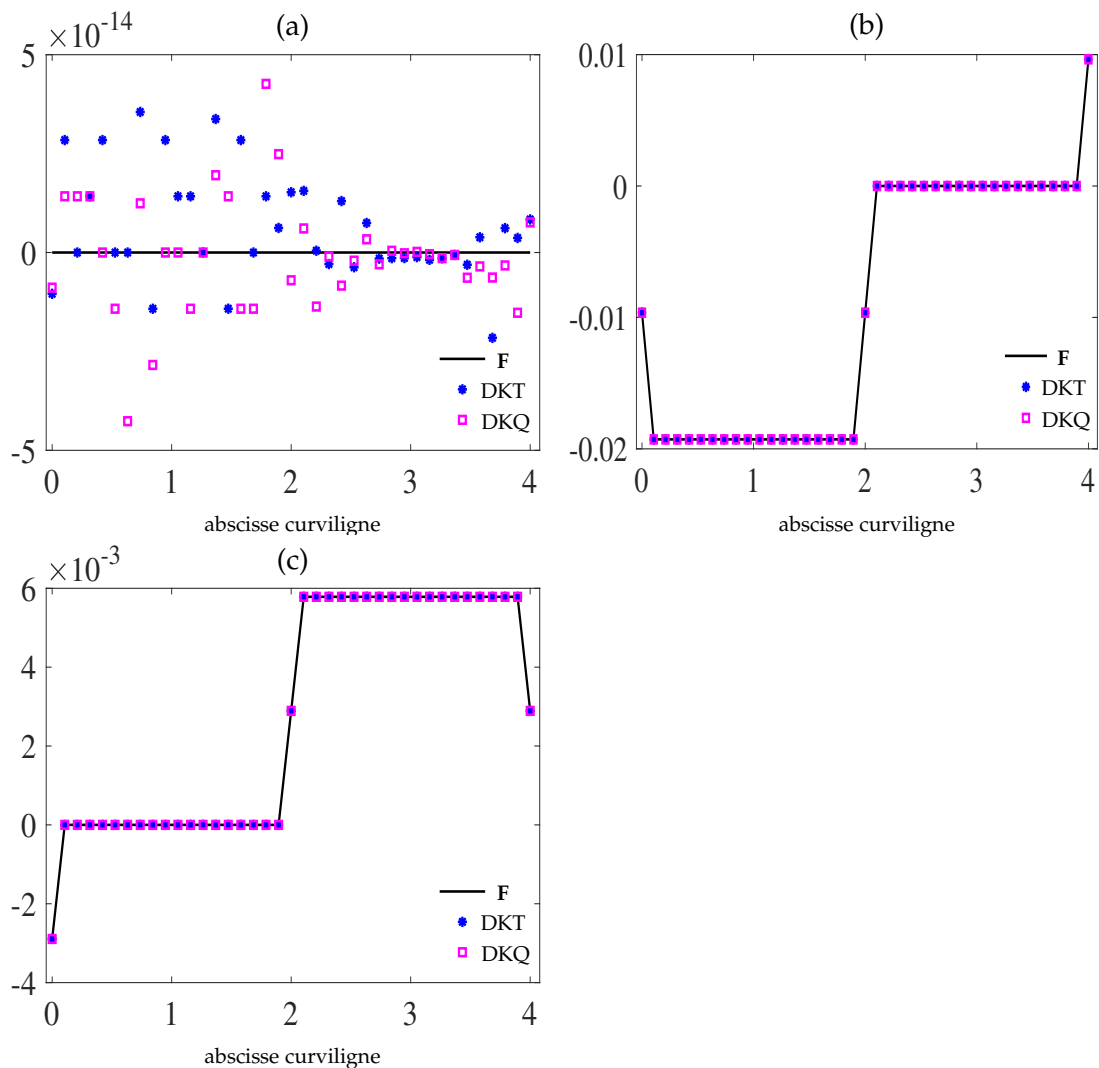 (a)
×10⁻¹⁴
5
0
-5
0 1 2 3 4
F
DKT
DKQ
abscisse curviligne
(b)
0.01
0
-0.01
-0.02
0 1 2 3 4
F
DKT
DKQ
abscisse curviligne
(c)
×10⁻³
6
4
2
0
-2
-4
0 1 2 3 4
F
DKT
DKQ
abscisse curviligne